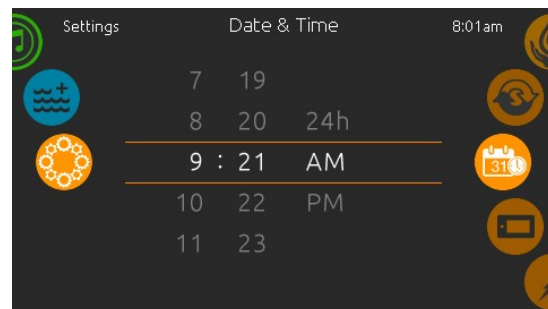 Settings Date & Time 8:01am
7 19
8 20 24h
9 : 21 AM
10 22 PM
11 23
31